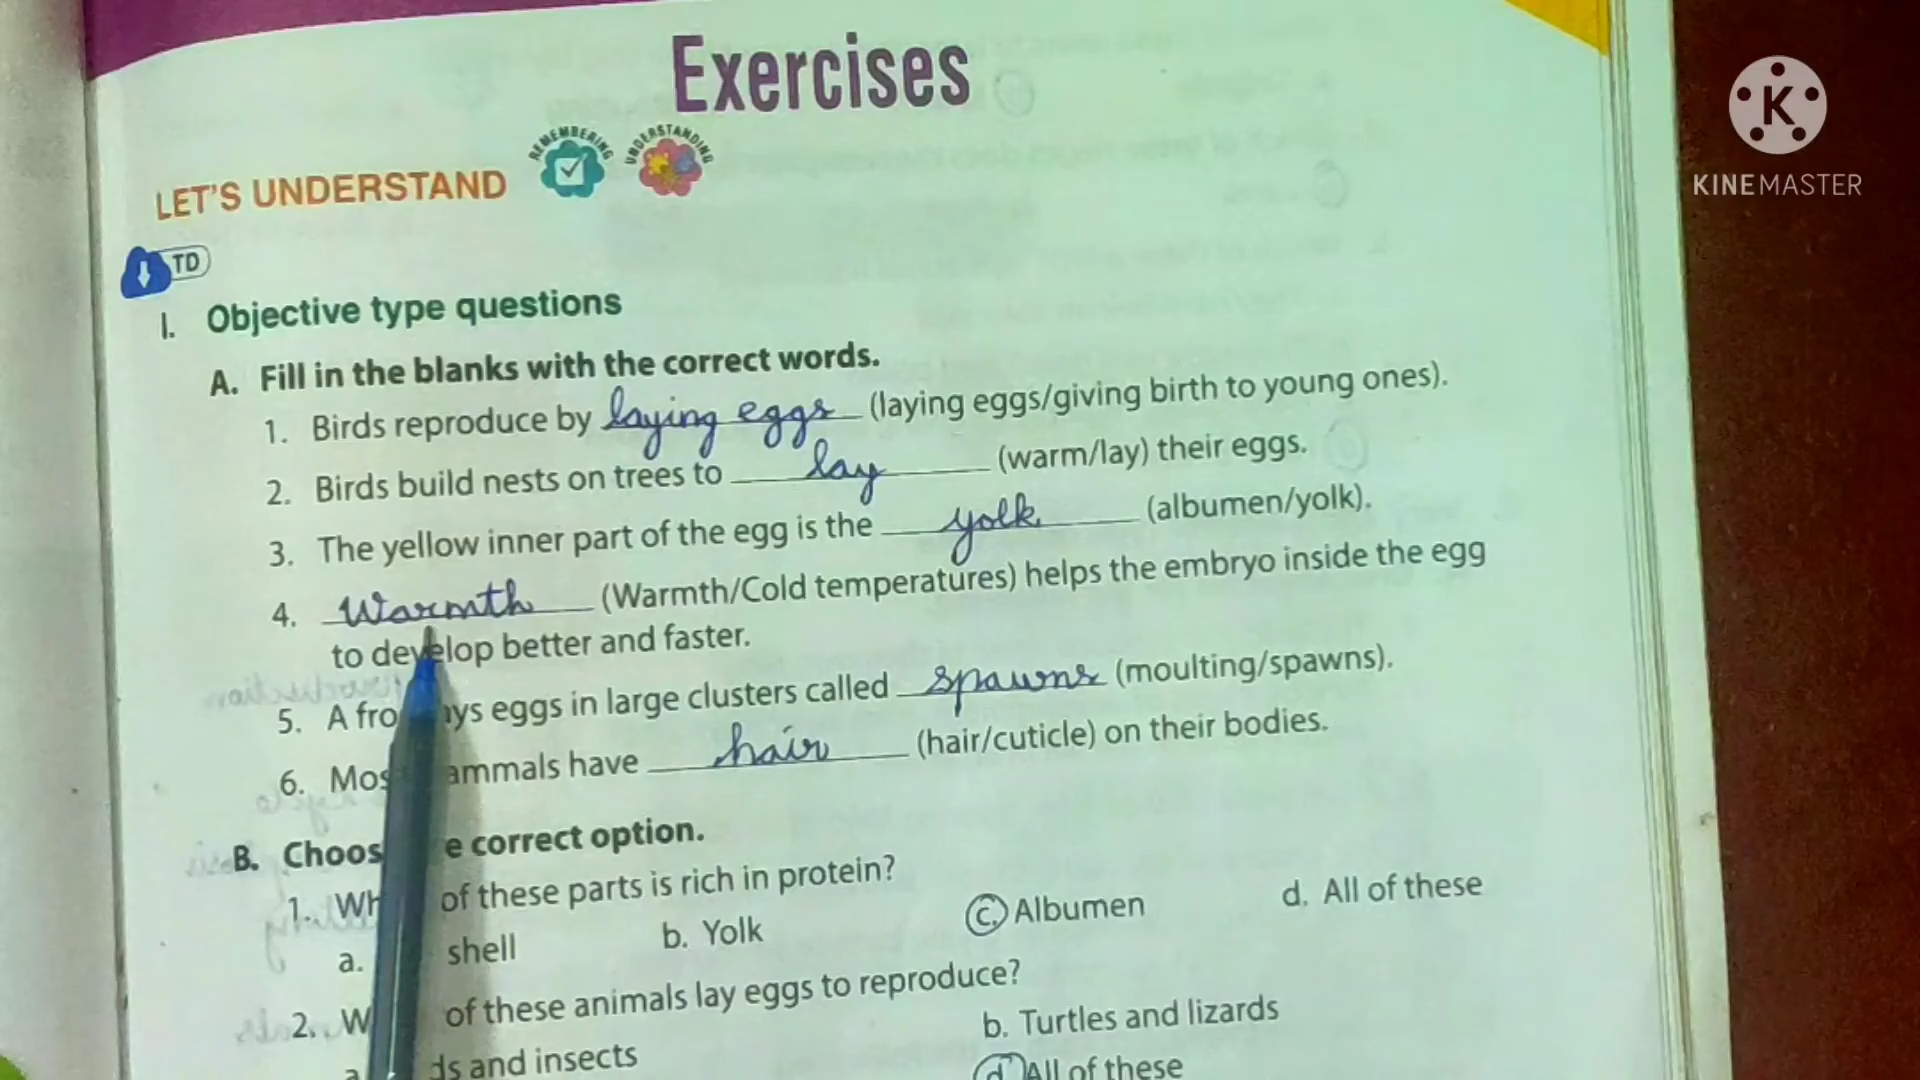 Exercises
REMEMBERING UNDERSTANDING
LET'S UNDERSTAND
TD
I. Objective type questions
A. Fill in the blanks with the correct words.
1. Birds reproduce by laying eggs (laying eggs/giving birth to young ones).
2. Birds build nests on trees to lay (warm/lay) their eggs.
3. The yellow inner part of the egg is the yolk (albumen/yolk).
4. Warmth (Warmth/Cold temperatures) helps the embryo inside the egg
to develop better and faster.
5. A fro ys eggs in large clusters called spawns (moulting/spawns).
6. Mos ammals have hair (hair/cuticle) on their bodies.
B. Choos e correct option.
1. Wh of these parts is rich in protein?
a. shell b. Yolk c. Albumen d. All of these
2. W of these animals lay eggs to reproduce?
a ds and insects b. Turtles and lizards
d All of these
K
KINEMASTER